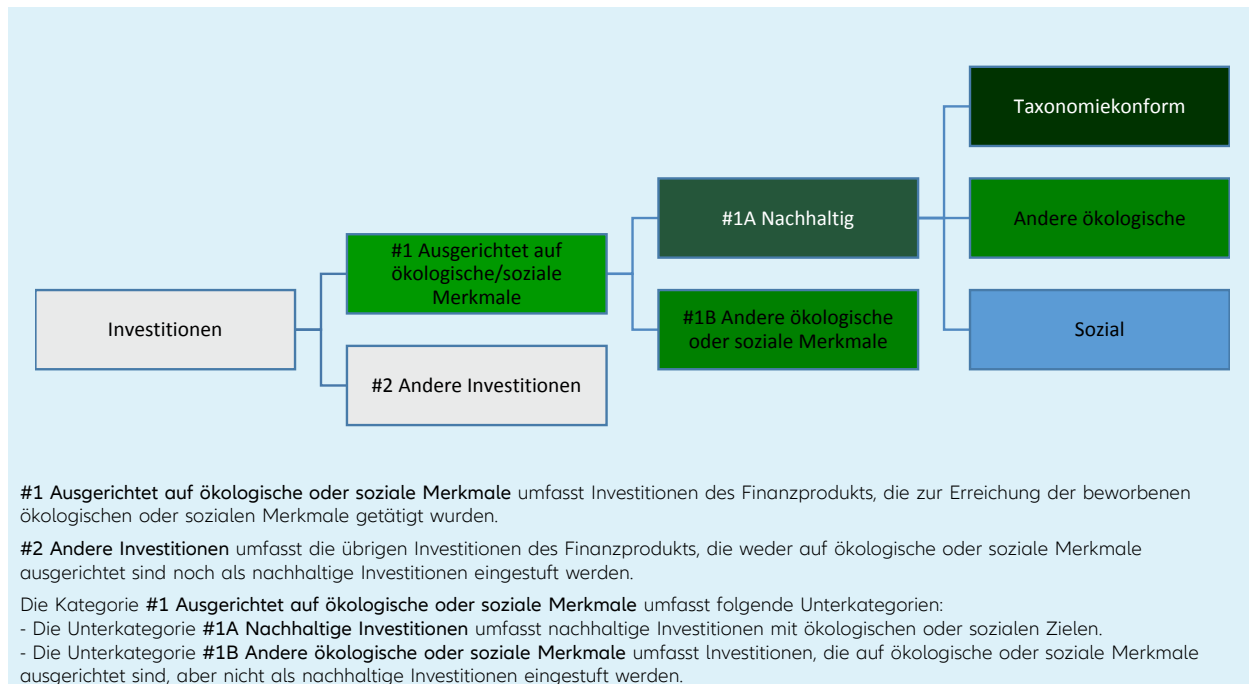 Taxonomiekonform
#1A Nachhaltig
Andere ökologische
#1 Ausgerichtet auf
ökologische/soziale
Merkmale
Investitionen
#1B Andere ökologische
oder soziale Merkmale
Sozial
#2 Andere Investitionen
#1 Ausgerichtet auf ökologische oder soziale Merkmale umfasst Investitionen des Finanzprodukts, die zur Erreichung der beworbenen
ökologischen oder sozialen Merkmale getätigt wurden.
#2 Andere Investitionen umfasst die übrigen Investitionen des Finanzprodukts, die weder auf ökologische oder soziale Merkmale
ausgerichtet sind noch als nachhaltige Investitionen eingestuft werden.
Die Kategorie #1 Ausgerichtet auf ökologische oder soziale Merkmale umfasst folgende Unterkategorien:
- Die Unterkategorie #1A Nachhaltige Investitionen umfasst nachhaltige Investitionen mit ökologischen oder sozialen Zielen.
- Die Unterkategorie #1B Andere ökologische oder soziale Merkmale umfasst Investitionen, die auf ökologische oder soziale Merkmale
ausgerichtet sind, aber nicht als nachhaltige Investitionen eingestuft werden.